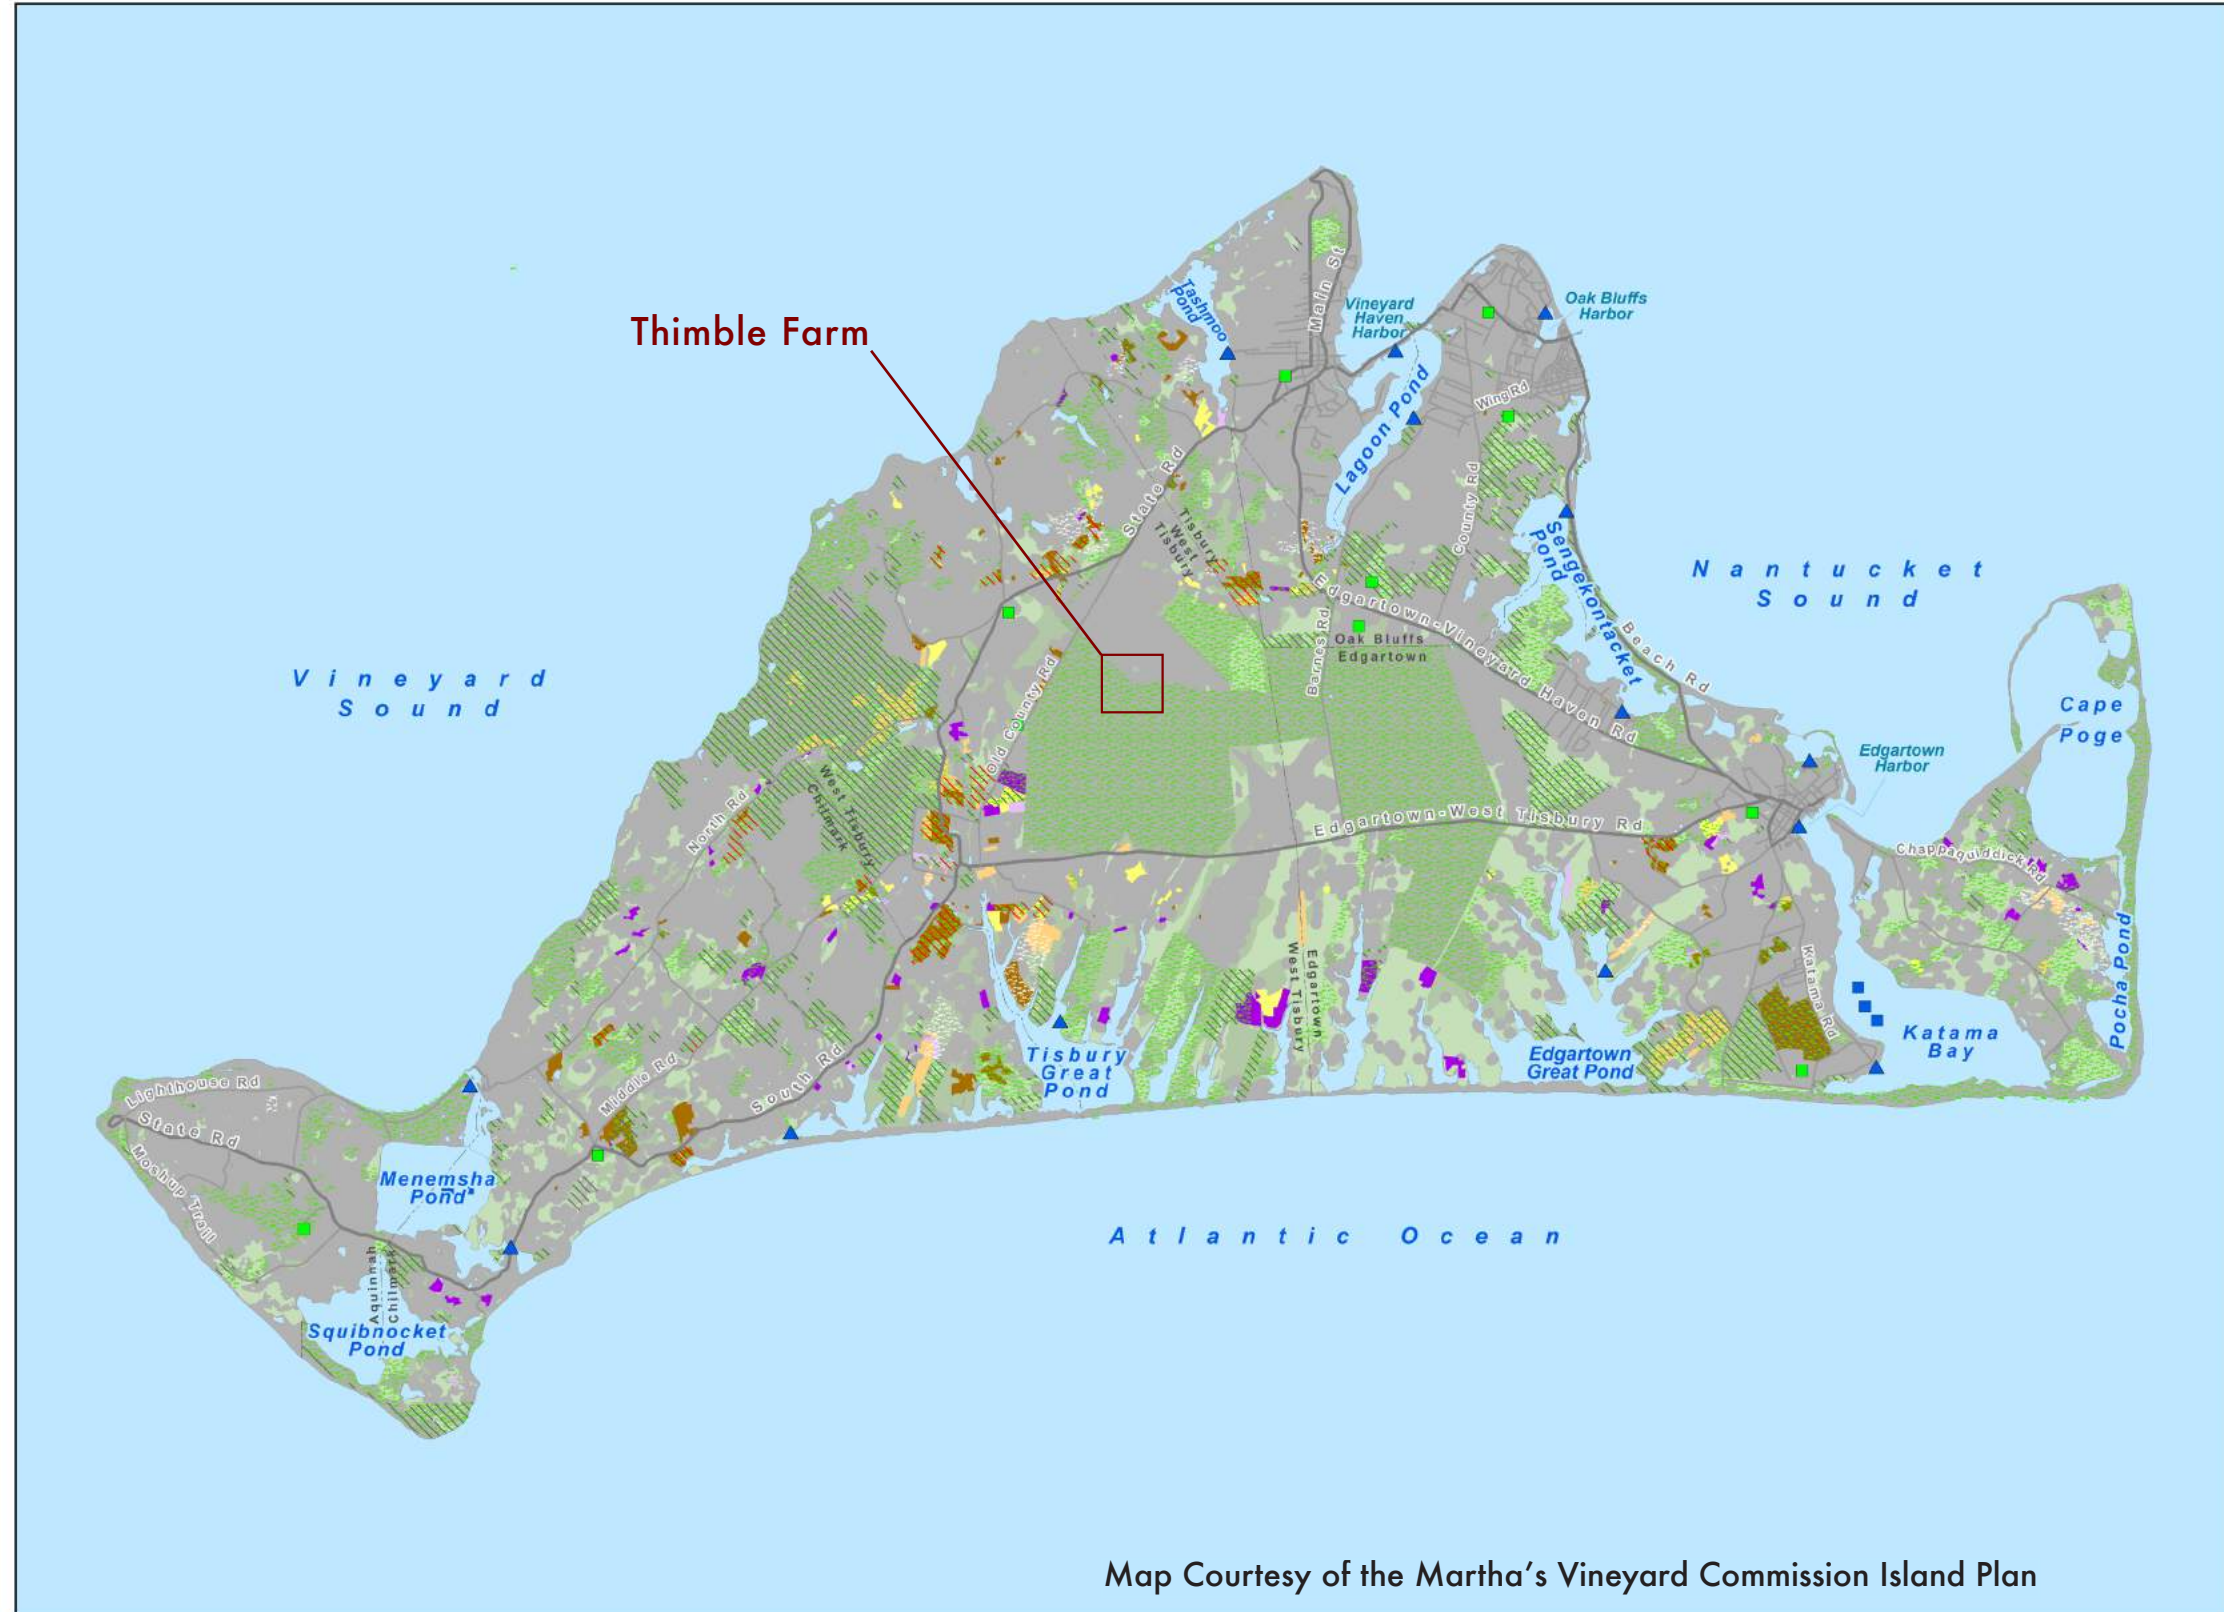 Thimble Farm
Tashmoo
Pond
Main St
Vineyard
Haven
Harbor
Oak Bluffs
Harbor
Lagoon Pond
Wing Rd
State Rd
County Rd
Tisbury
West
Tisbury
Sengekontacket
Pond
Nantucket
Sound
Edgartown-Vineyard Haven Rd
Barnes Rd
Oak Bluffs
Edgartown
Beach Rd
Vineyard
Sound
Old County Rd
Cape
Poge
Edgartown
Harbor
North Rd
West Tisbury
Chilmark
Edgartown-West Tisbury Rd
Chappaquiddick Rd
Edgartown
West Tisbury
Katama Rd
Pocha Pond
Katama
Bay
Tisbury
Great
Pond
Edgartown
Great Pond
Middle Rd
South Rd
Lighthouse Rd
State Rd
Moshup Trail
Menemsha
Pond
Aquinnah
Chilmark
Squibnocket
Pond
Atlantic Ocean
Map Courtesy of the Martha's Vineyard Commission Island Plan